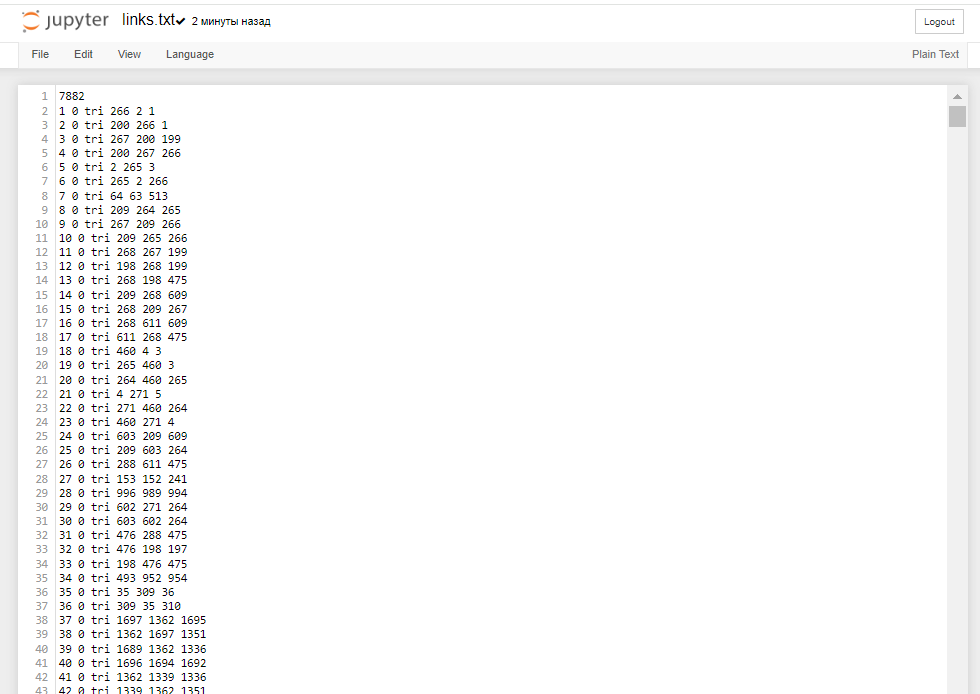 jupyter links.txt✔ 2 минуты назад Logout
File Edit View Language Plain Text
1 7882
2 1 0 tri 266 2 1
3 2 0 tri 200 266 1
4 3 0 tri 267 200 199
5 4 0 tri 200 267 266
6 5 0 tri 2 265 3
7 6 0 tri 265 2 266
8 7 0 tri 64 63 513
9 8 0 tri 209 264 265
10 9 0 tri 267 209 266
11 10 0 tri 209 265 266
12 11 0 tri 268 267 199
13 12 0 tri 198 268 199
14 13 0 tri 268 198 475
15 14 0 tri 209 268 609
16 15 0 tri 268 209 267
17 16 0 tri 268 611 609
18 17 0 tri 611 268 475
19 18 0 tri 460 4 3
20 19 0 tri 265 460 3
21 20 0 tri 264 460 265
22 21 0 tri 4 271 5
23 22 0 tri 271 460 264
24 23 0 tri 460 271 4
25 24 0 tri 603 209 609
26 25 0 tri 209 603 264
27 26 0 tri 288 611 475
28 27 0 tri 153 152 241
29 28 0 tri 996 989 994
30 29 0 tri 602 271 264
31 30 0 tri 603 602 264
32 31 0 tri 476 288 475
33 32 0 tri 476 198 197
34 33 0 tri 198 476 475
35 34 0 tri 493 952 954
36 35 0 tri 35 309 36
37 36 0 tri 309 35 310
38 37 0 tri 1697 1362 1695
39 38 0 tri 1362 1697 1351
40 39 0 tri 1689 1362 1336
41 40 0 tri 1696 1694 1692
42 41 0 tri 1362 1339 1336
43 42 0 tri 1339 1362 1351